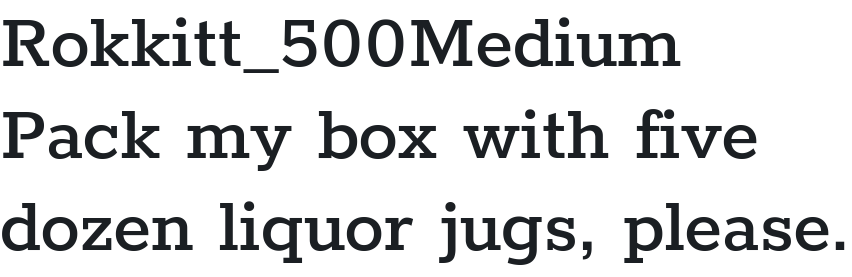 Rokkitt_500Medium
Pack my box with five
dozen liquor jugs, please.